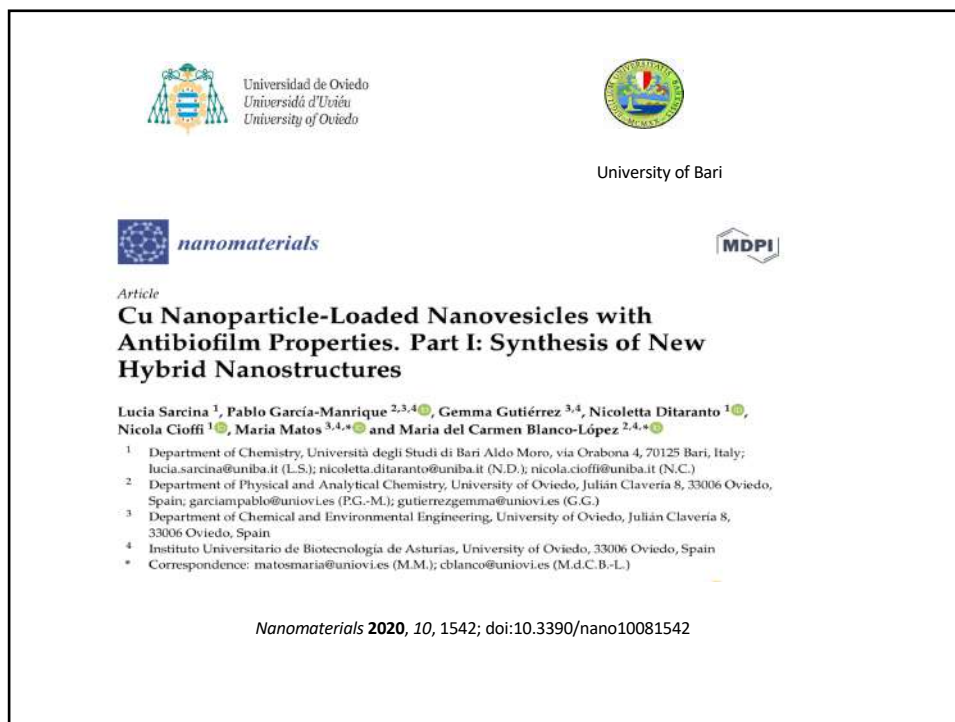 Universidad de Oviedo
Universidá d'Uviéu
University of Oviedo
University of Bari
nanomaterials
MDPI
Article
Cu Nanoparticle-Loaded Nanovesicles with
Antibiofilm Properties. Part I: Synthesis of New
Hybrid Nanostructures
Lucia Sarcina 1, Pablo García-Manrique 2,3,4, Gemma Gutiérrez 3,4, Nicoletta Ditaranto 1,
Nicola Cioffi 1, Maria Matos 3,4,* and Maria del Carmen Blanco-López 2,4,*
1 Department of Chemistry, Università degli Studi di Bari Aldo Moro, via Orabona 4, 70125 Bari, Italy;
lucia.sarcina@uniba.it (L.S.); nicoletta.ditaranto@uniba.it (N.D.); nicola.cioffi@uniba.it (N.C.)
2 Department of Physical and Analytical Chemistry, University of Oviedo, Julián Clavería 8, 33006 Oviedo,
Spain; garciampablo@uniovi.es (P.G.-M.); gutierrezgemma@uniovi.es (G.G.)
3 Department of Chemical and Environmental Engineering, University of Oviedo, Julián Clavería 8,
33006 Oviedo, Spain
4 Instituto Universitario de Biotecnología de Asturias, University of Oviedo, 33006 Oviedo, Spain
* Correspondence: matosmaria@uniovi.es (M.M.); cblanco@uniovi.es (M.d.C.B.-L.)
Nanomaterials 2020, 10, 1542; doi:10.3390/nano10081542